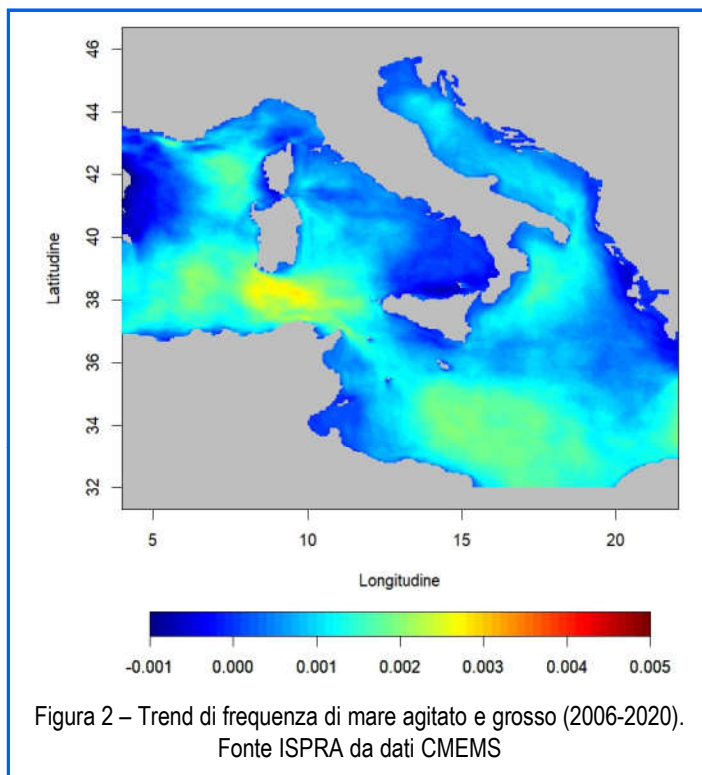 46
44
42
40
38
36
34
32
Latitudine
5
10
15
20
Longitudine
-0.001 0.000 0.001 0.002 0.003 0.004 0.005
Figura 2 – Trend di frequenza di mare agitato e grosso (2006-2020).
Fonte ISPRA da dati CMEMS